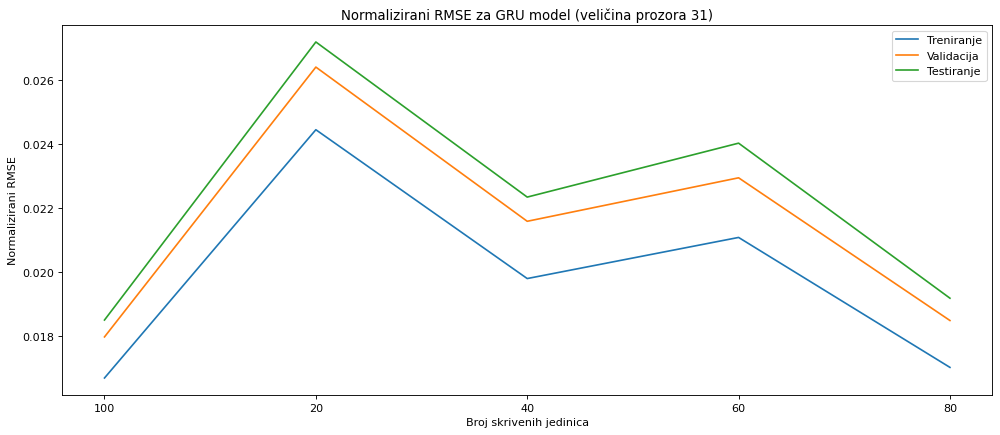 Normalizirani RMSE za GRU model (veličina prozora 31)
Treniranje
Validacija
Testiranje
0.026
0.024
0.022
0.020
0.018
Normalizirani RMSE
100 20 40 60 80
Broj skrivenih jedinica